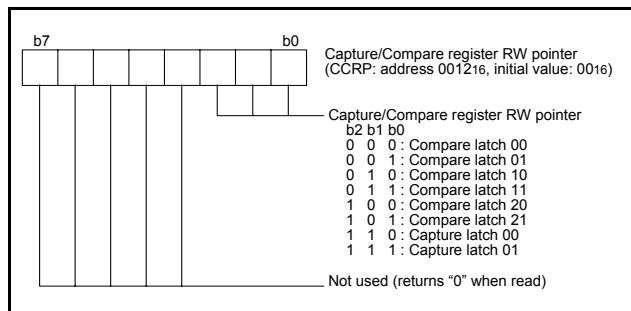 b7 b0
Capture/Compare register RW pointer
(CCRP: address 001216, initial value: 0016)
Capture/Compare register RW pointer
b2 b1 b0
0 0 0 : Compare latch 00
0 0 1 : Compare latch 01
0 1 0 : Compare latch 10
0 1 1 : Compare latch 11
1 0 0 : Compare latch 20
1 0 1 : Compare latch 21
1 1 0 : Capture latch 00
1 1 1 : Capture latch 01
Not used (returns “0” when read)